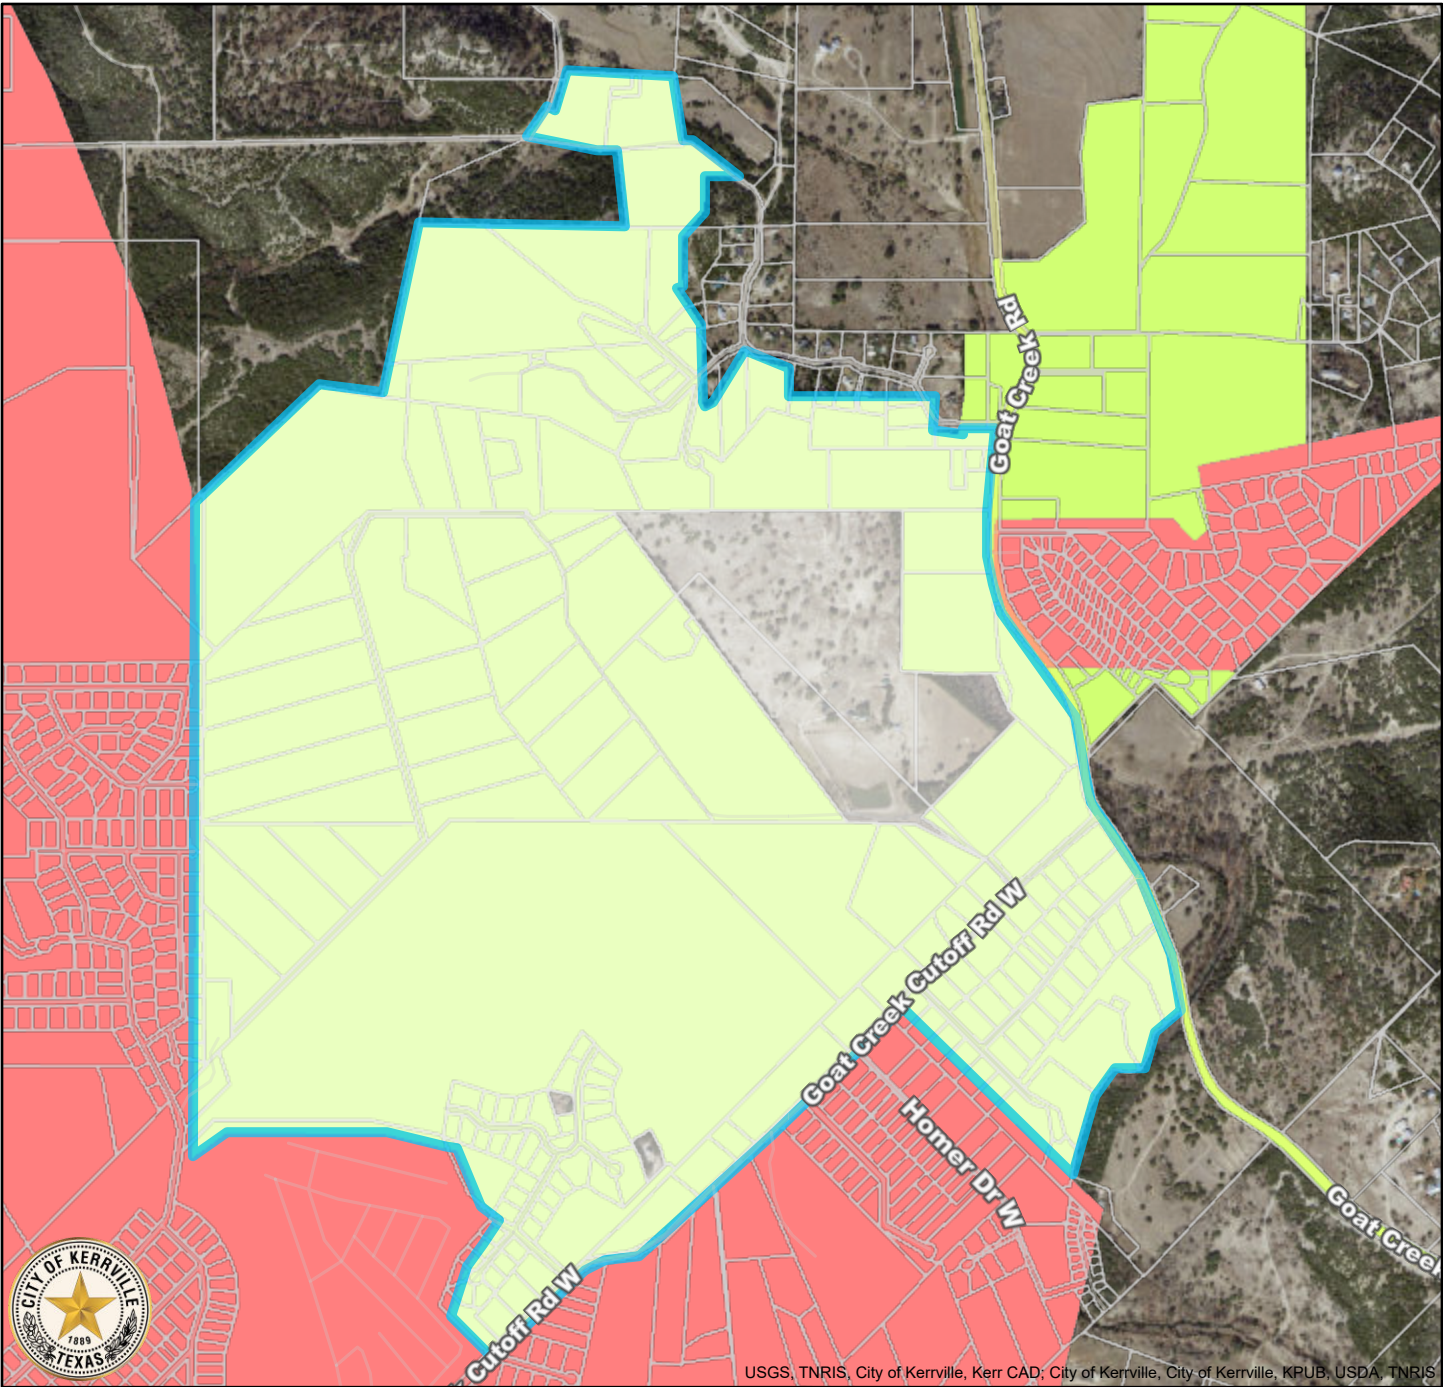 Goat Creek Rd
Goat Creek Cutoff Rd W
Homer Dr W
Goat Creek
Cutoff Rd W
CITY OF KERRVILLE
1889
TEXAS
USGS, TNRIS, City of Kerrville, Kerr CAD; City of Kerrville, City of Kerrville, KPUB, USDA, TNRIS